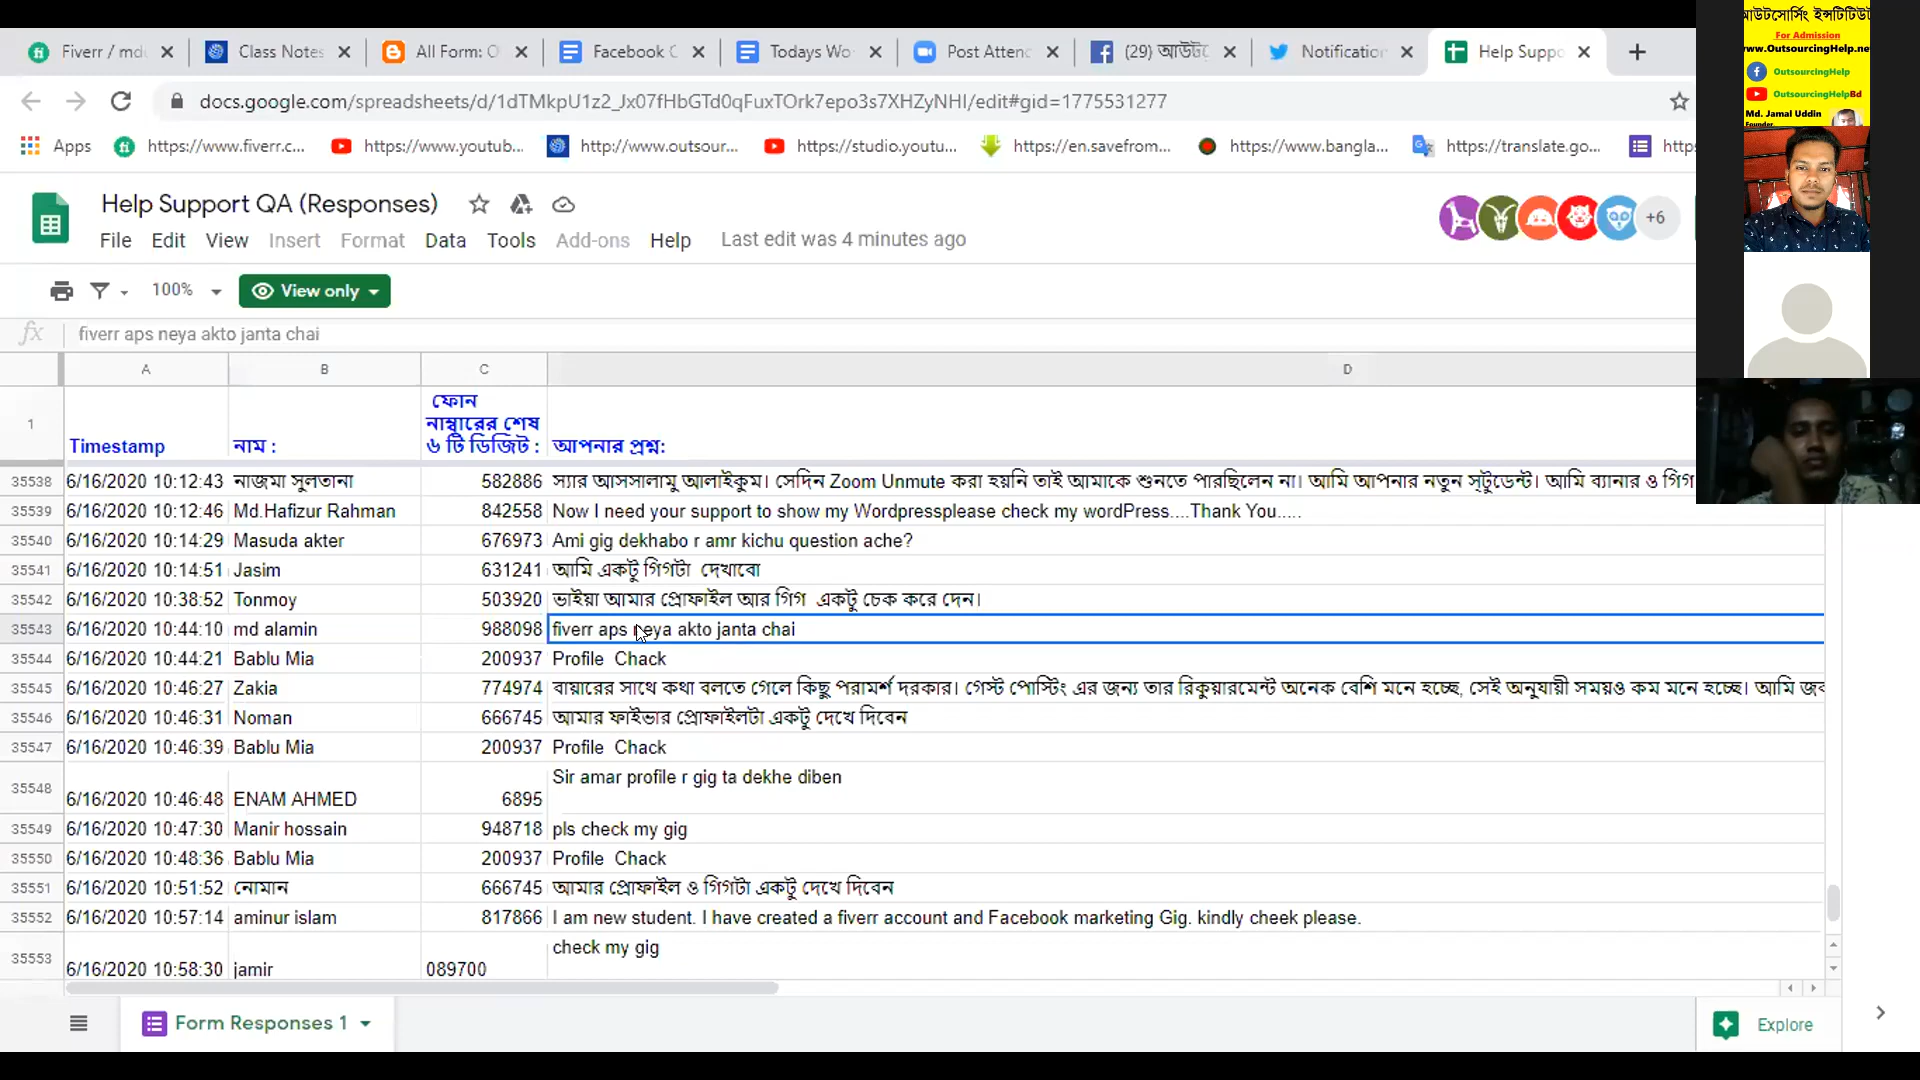 Fiverr / mdu
Class Notes
All Form: O
Facebook C
Todays Wo
Post Attend
(29) আউট
Notification
Help Suppo
docs.google.com/spreadsheets/d/1dTMkpU1z2_Jx07fHbGTd0qFuxTOrk7epo3s7XHZyNHI/edit#gid=1775531277
Apps
https://www.fiverr.c...
https://www.youtub...
http://www.outsour...
https://studio.youtu...
https://en.savefrom...
https://www.bangla...
https://translate.go...
https
Help Support QA (Responses)
File Edit View Insert Format Data Tools Add-ons Help Last edit was 4 minutes ago
+6
100% View only
fx fiverr aps neya akto janta chai
A B C D
1 Timestamp নাম : ফোন নাম্বারের শেষ ৬ টি ডিজিট : আপনার প্রশ্ন:
35538 6/16/2020 10:12:43 নাজমা সুলতানা 582886 স্যার আসসালামু আলাইকুম। সেদিন Zoom Unmute করা হয়নি তাই আমাকে শুনতে পারছিলেন না। আমি আপনার নতুন স্টুডেন্ট। আমি ব্যানার ও গিগ
35539 6/16/2020 10:12:46 Md.Hafizur Rahman 842558 Now I need your support to show my Wordpressplease check my wordPress....Thank You.....
35540 6/16/2020 10:14:29 Masuda akter 676973 Ami gig dekhabo r amr kichu question ache?
35541 6/16/2020 10:14:51 Jasim 631241 আমি একটু গিগটা দেখাবো
35542 6/16/2020 10:38:52 Tonmoy 503920 ভাইয়া আমার প্রোফাইল আর গিগ একটু চেক করে দেন।
35543 6/16/2020 10:44:10 md alamin 988098 fiverr aps neya akto janta chai
35544 6/16/2020 10:44:21 Bablu Mia 200937 Profile Chack
35545 6/16/2020 10:46:27 Zakia 774974 বায়ারের সাথে কথা বলতে গেলে কিছু পরামর্শ দরকার। গেস্ট পোস্টিং এর জন্য তার রিকুয়ারমেন্ট অনেক বেশি মনে হচ্ছে, সেই অনুযায়ী সময়ও কম মনে হচ্ছে। আমি
35546 6/16/2020 10:46:31 Noman 666745 আমার ফাইভার প্রোফাইলটা একটু দেখে দিবেন
35547 6/16/2020 10:46:39 Bablu Mia 200937 Profile Chack
35548 6/16/2020 10:46:48 ENAM AHMED 6895 Sir amar profile r gig ta dekhe diben
35549 6/16/2020 10:47:30 Manir hossain 948718 pls check my gig
35550 6/16/2020 10:48:36 Bablu Mia 200937 Profile Chack
35551 6/16/2020 10:51:52 নোমান 666745 আমার প্রোফাইল ও গিগটা একটু দেখে দিবেন
35552 6/16/2020 10:57:14 aminur islam 817866 I am new student. I have created a fiverr account and Facebook marketing Gig. kindly cheek please.
35553 6/16/2020 10:58:30 jamir 089700 check my gig
Form Responses 1
Explore
আউটসোর্সিং ইন্সটিটিউট
For Admission
www.OutsourcingHelp.ne
OutsourcingHelp
OutsourcingHelpBd
Md. Jamal Uddin
Founder